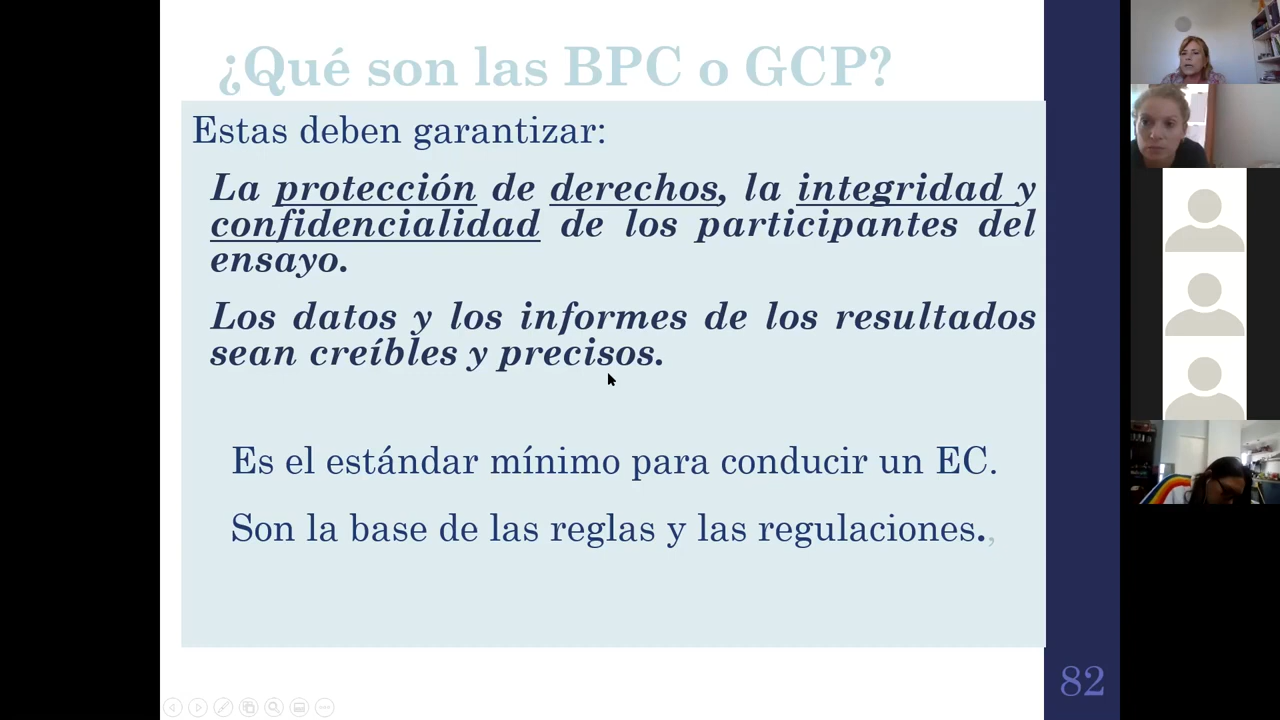 ¿Qué son las BPC o GCP?
Estas deben garantizar:
La protección de derechos, la integridad y
confidencialidad de los participantes del
ensayo.
Los datos y los informes de los resultados
sean creíbles y precisos.
Es el estándar mínimo para conducir un EC.
Son la base de las reglas y las regulaciones.,
82